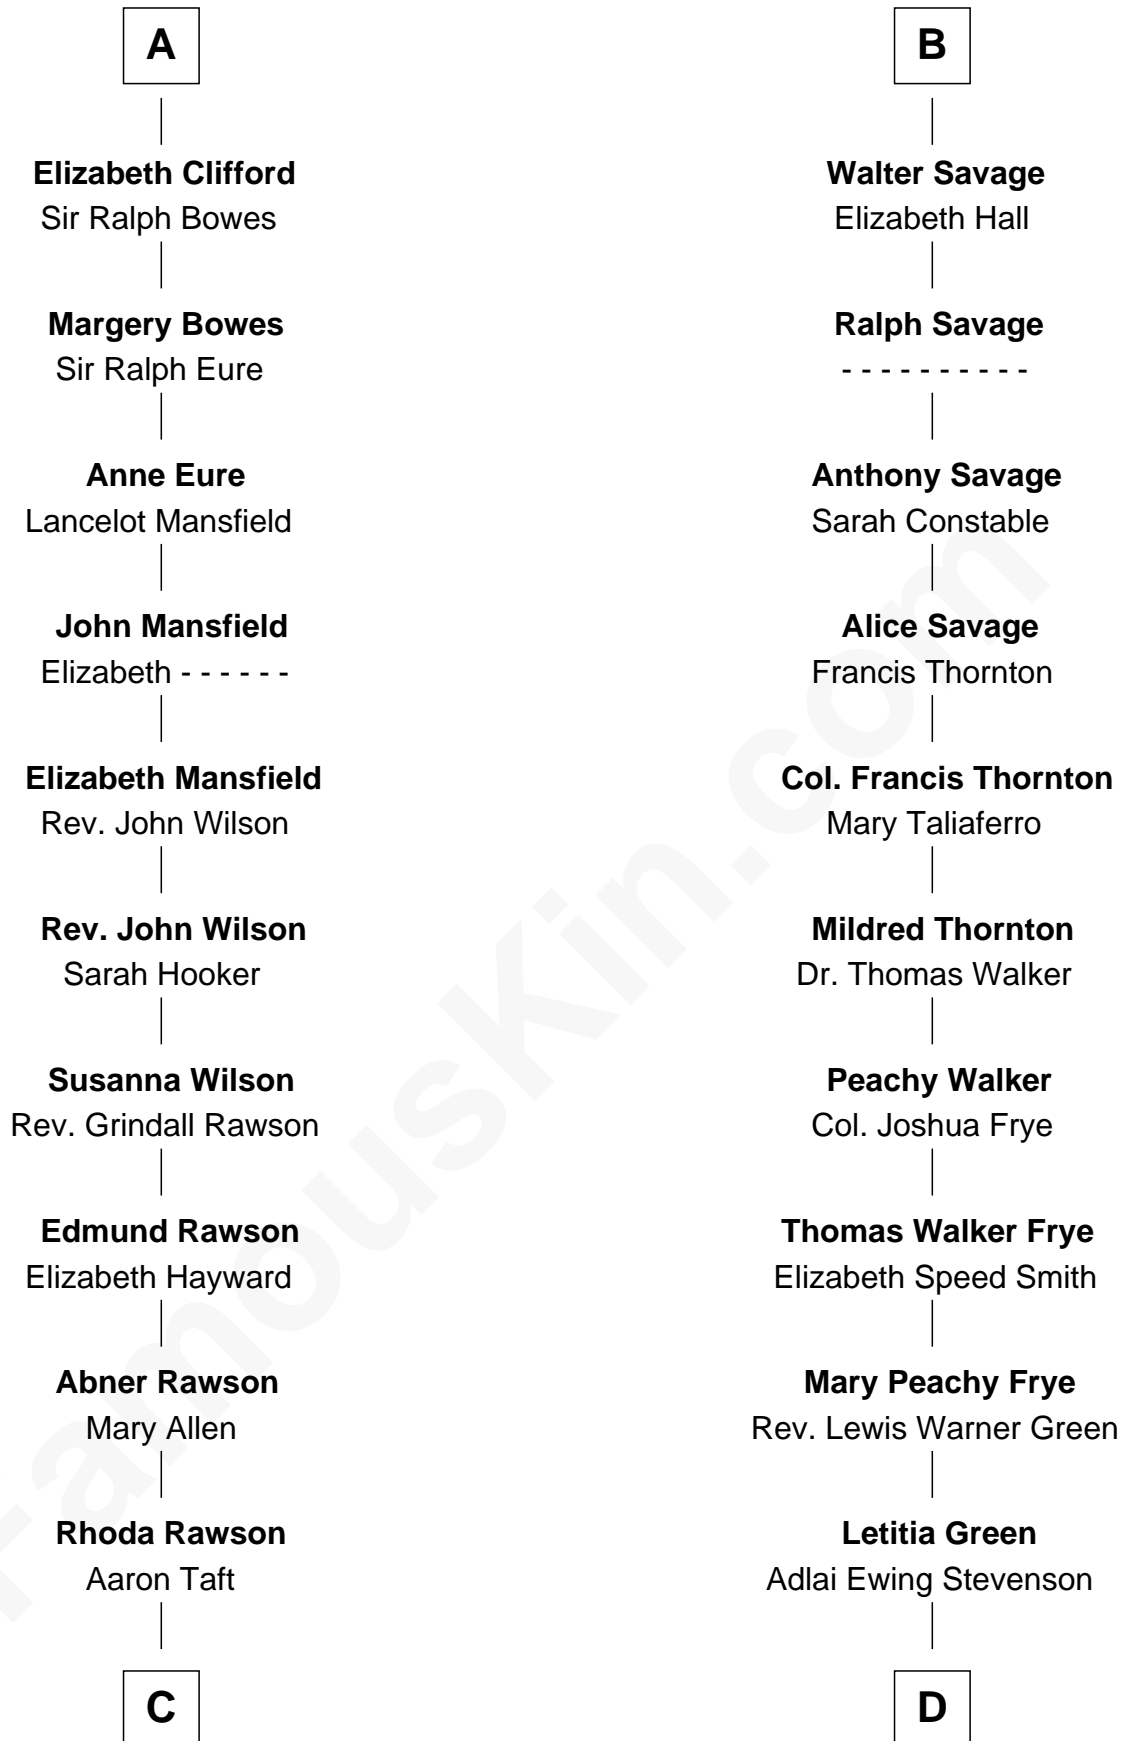 A
Elizabeth Clifford
Sir Ralph Bowes
Margery Bowes
Sir Ralph Eure
Anne Eure
Lancelot Mansfield
John Mansfield
Elizabeth - - - - - -
Elizabeth Mansfield
Rev. John Wilson
Rev. John Wilson
Sarah Hooker
Susanna Wilson
Rev. Grindall Rawson
Edmund Rawson
Elizabeth Hayward
Abner Rawson
Mary Allen
Rhoda Rawson
Aaron Taft
C
B
Walter Savage
Elizabeth Hall
Ralph Savage
- - - - - - - - - -
Anthony Savage
Sarah Constable
Alice Savage
Francis Thornton
Col. Francis Thornton
Mary Taliaferro
Mildred Thornton
Dr. Thomas Walker
Peachy Walker
Col. Joshua Frye
Thomas Walker Frye
Elizabeth Speed Smith
Mary Peachy Frye
Rev. Lewis Warner Green
Letitia Green
Adlai Ewing Stevenson
D
FamousKin.com